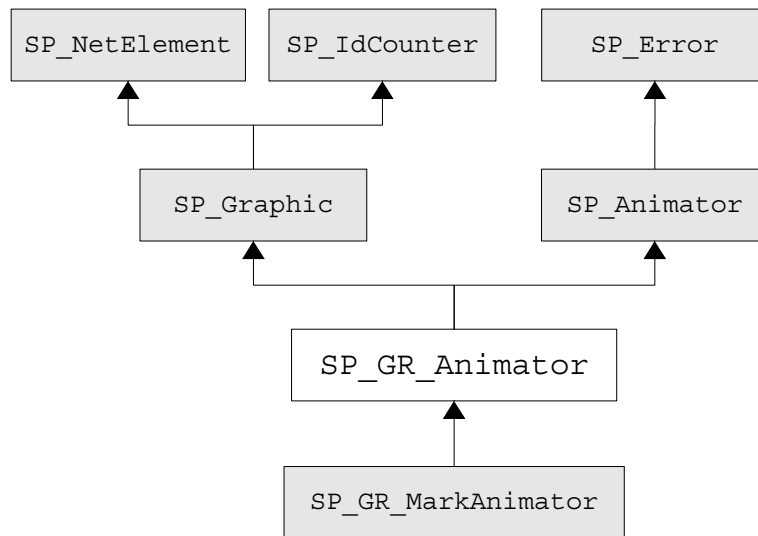 SP_NetElement
SP_IdCounter
SP_Error
SP_Graphic
SP_Animator
SP_GR_Animator
SP_GR_MarkAnimator